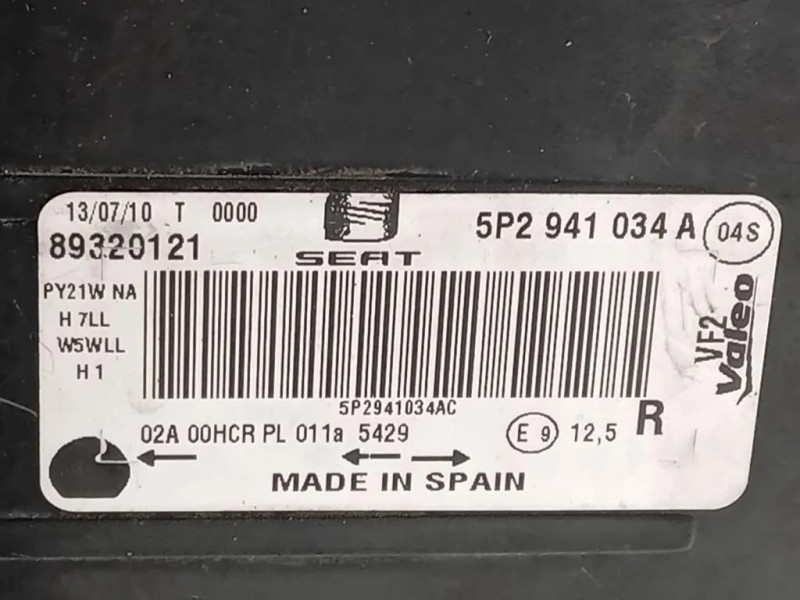 13/07/10 T 0000
89320121
SEAT
5P2 941 034 A
04S
PY21W NA
H 7LL
W5WLL
H 1
VF2
Valeo
5P2941034AC
R
02A 00HCR PL 011a 5429
E 9 12,5
MADE IN SPAIN